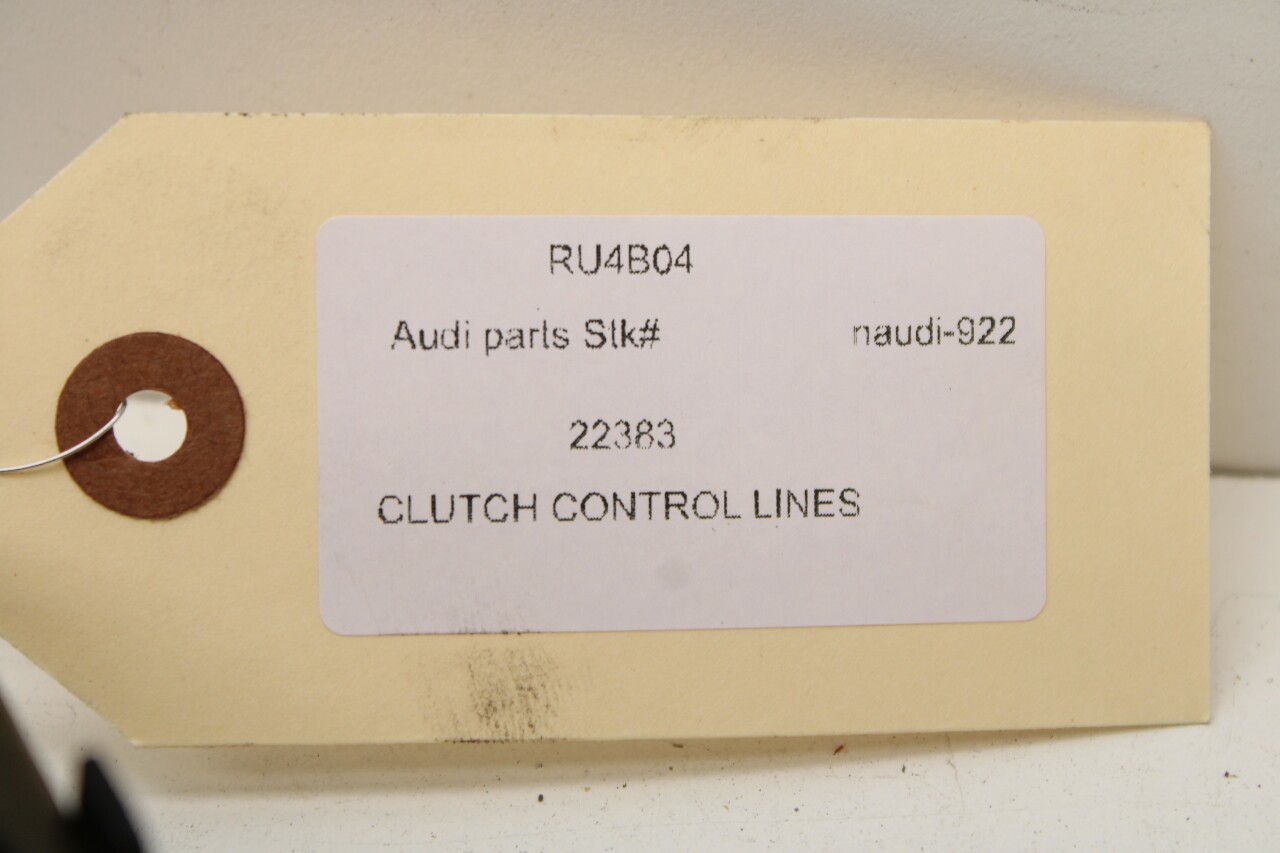 RU4B04
Audi parts Stk# naudi-922
22383
CLUTCH CONTROL LINES